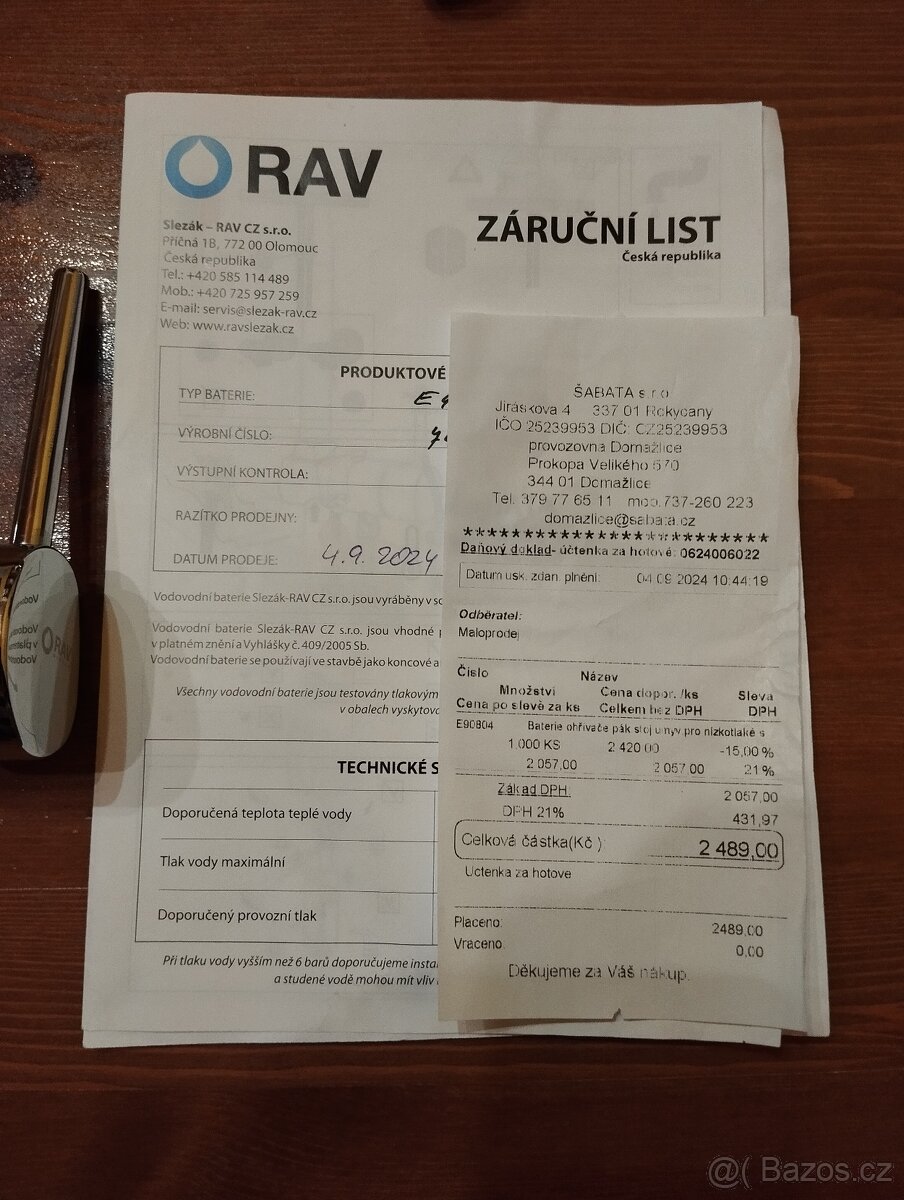 RAV
ZÁRUČNÍ LIST
Česká republika
Slezák – RAV CZ s.r.o.
Příčná 1B, 772 00 Olomouc
Česká republika
Tel.: +420 585 114 489
Mob.: +420 725 957 259
E-mail: servis@slezak-rav.cz
Web: www.ravslezak.cz
PRODUKTOVÉ
TYP BATERIE:
VÝROBNÍ ČÍSLO:
VÝSTUPNÍ KONTROLA:
RAZÍTKO PRODEJNY:
DATUM PRODEJE: 4.9. 2024
Vodovodní baterie Slezák-RAV CZ s.r.o. jsou vyráběny v
Vodovodní baterie Slezák-RAV CZ s.r.o. jsou vhodné
v platném znění a Vyhlášky č. 409/2005 Sb.
Vodovodní baterie se používají ve stavbě jako koncové a
Všechny vodovodní baterie jsou testovány tlakovým
v obalech
TECHNICKÉ
Doporučená teplota teplé vody
Tlak vody maximální
Doporučený provozní tlak
Při tlaku vody vyšším než 6 barů doporučujeme
a studené vodě mohou mít vliv
ŠABATA s.r.o
Jiráskova 4 337 01 Rokycany
IČO 25239953 DIČ: CZ25239953
provozovna Domažlice
Prokopa Velikého 670
344 01 Domažlice
Tel. 379 77 65 11 mob.737-260 223
domazlice@sabata.cz
************************
Daňový doklad- účtenka za hotové: 0624006022
Datum usk. zdan. plnění: 04.09.2024 10:44:19
Odběratel:
Maloprodej
Číslo Název
Množství Cena dopor. /ks Sleva
Cena po slevě za ks Celkem bez DPH DPH
E90804 Baterie ohřívače pák stoj umyv pro nízkotlaké s
1.000 KS 2 420.00 -15,00 %
2 057,00 2 057.00 21%
Základ DPH: 2 057,00
DPH 21% 431,97
Celková částka(Kč ): 2 489,00
Uctenka za hotove
Placeno: 2489,00
Vraceno: 0,00
Děkujeme za Váš nákup.
@( Bazos.cz